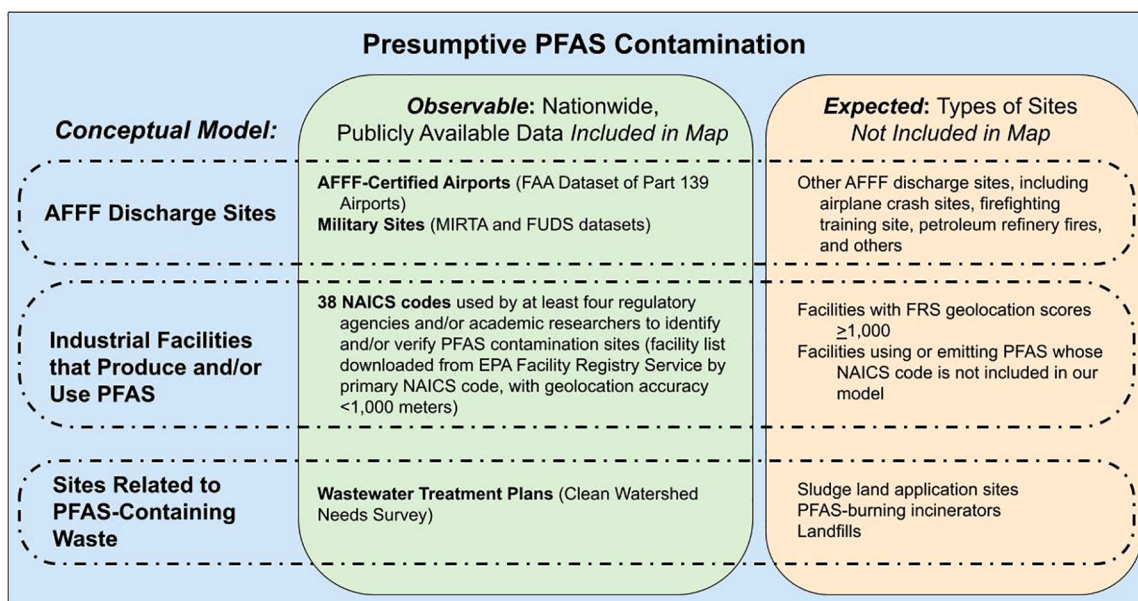 Presumptive PFAS Contamination
Conceptual Model:
Observable: Nationwide,
Publicly Available Data Included in Map
Expected: Types of Sites
Not Included in Map
AFFF Discharge Sites
AFFF-Certified Airports (FAA Dataset of Part 139
Airports)
Military Sites (MIRTA and FUDS datasets)
Other AFFF discharge sites, including
airplane crash sites, firefighting
training site, petroleum refinery fires,
and others
Industrial Facilities
that Produce and/or
Use PFAS
38 NAICS codes used by at least four regulatory
agencies and/or academic researchers to identify
and/or verify PFAS contamination sites (facility list
downloaded from EPA Facility Registry Service by
primary NAICS code, with geolocation accuracy
<1,000 meters)
Facilities with FRS geolocation scores
≥1,000
Facilities using or emitting PFAS whose
NAICS code is not included in our
model
Sites Related to
PFAS-Containing
Waste
Wastewater Treatment Plans (Clean Watershed
Needs Survey)
Sludge land application sites
PFAS-burning incinerators
Landfills